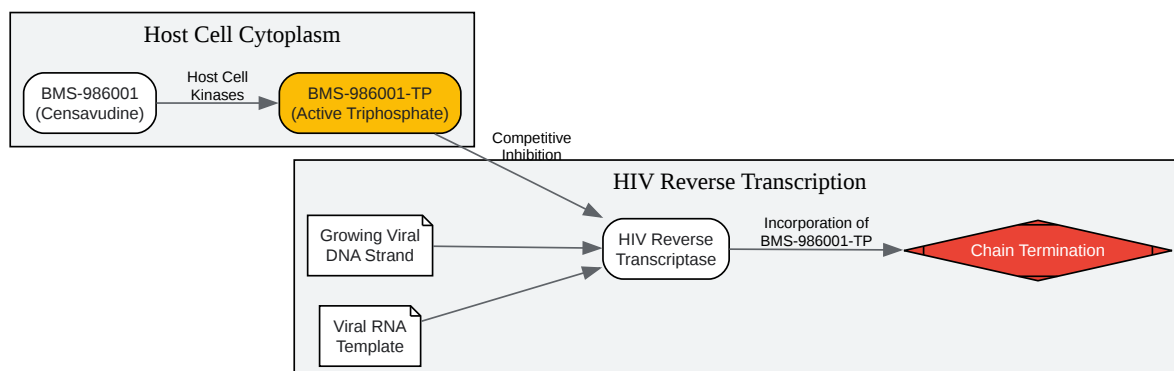 Host Cell Cytoplasm
BMS-986001
(Censavudine)
Host Cell
Kinases
BMS-986001-TP
(Active Triphosphate)
Competitive
Inhibition
HIV Reverse Transcription
Growing Viral
DNA Strand
Viral RNA
Template
HIV Reverse
Transcriptase
Incorporation of
BMS-986001-TP
Chain Termination